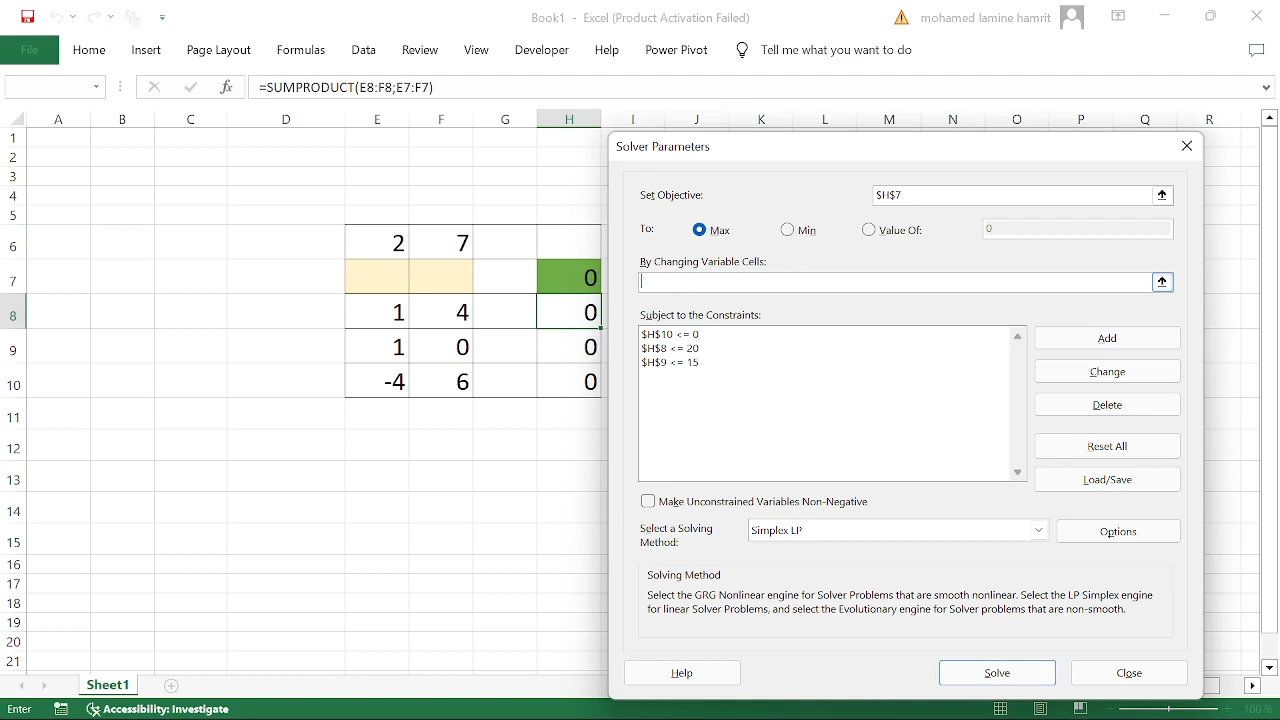 Book1 - Excel (Product Activation Failed)
mohamed lamine hamrit
File Home Insert Page Layout Formulas Data Review View Developer Help Power Pivot Tell me what you want to do
fx =SUMPRODUCT(E8:F8;E7:F7)
A B C D E F G H I J K L M N O P Q R
1
2
3
4
5
6 2 7
7 0
8 1 4 0
9 1 0 0
10 -4 6 0
11
12
13
14
15
16
17
18
19
20
21
Solver Parameters
Set Objective: $H$7
To: Max Min Value Of: 0
By Changing Variable Cells:
Subject to the Constraints:
$H$10 <= 0
$H$8 <= 20
$H$9 <= 15
Add
Change
Delete
Reset All
Load/Save
Make Unconstrained Variables Non-Negative
Select a Solving
Method:
Simplex LP
Options
Solving Method
Select the GRG Nonlinear engine for Solver Problems that are smooth nonlinear. Select the LP Simplex engine
for linear Solver Problems, and select the Evolutionary engine for Solver problems that are non-smooth.
Help Solve Close
Sheet1
Enter Accessibility: Investigate 100 %